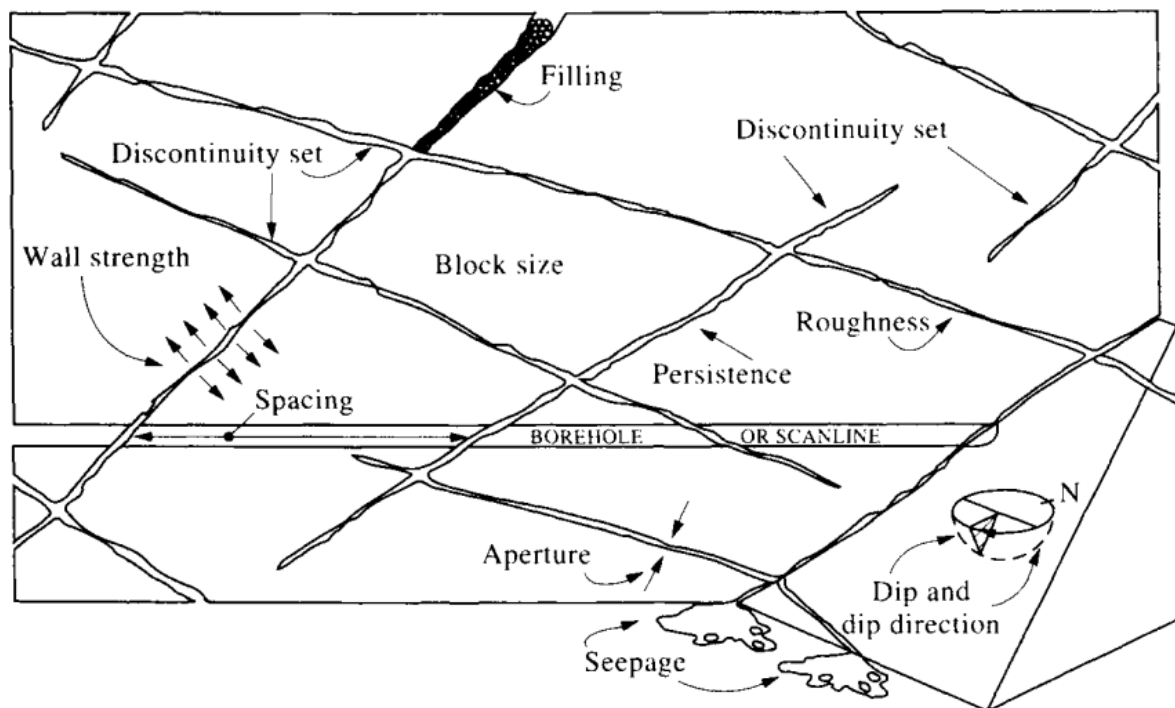 Filling
Discontinuity set
Discontinuity set
Wall strength
Block size
Roughness
Persistence
Spacing
BOREHOLE OR SCANLINE
N
Aperture
Dip and
dip direction
Seepage